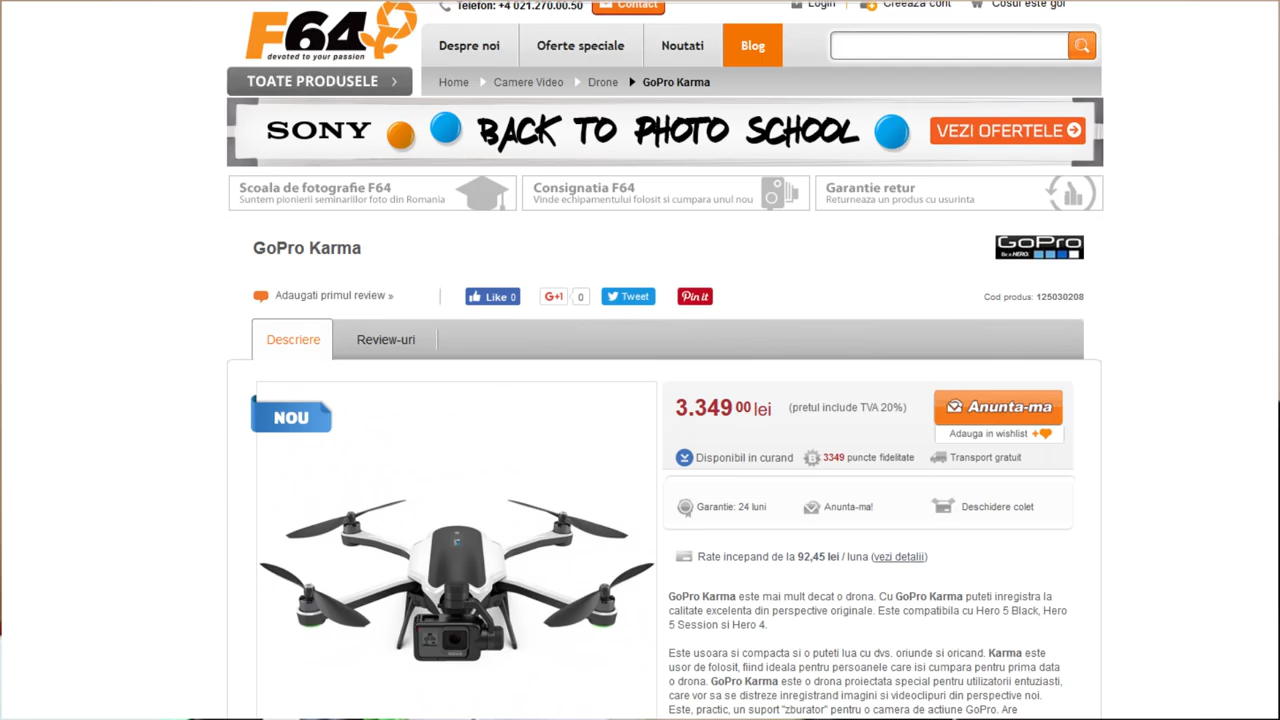 Telefon: +4 021.270.00.50
Contact
Login
Creeaza cont
Cosul este gol
F64
devoted to your passion
Despre noi
Oferte speciale
Noutati
Blog
TOATE PRODUSELE
Home
Camere Video
Drone
GoPro Karma
SONY
BACK TO PHOTO SCHOOL
VEZI OFERTELE
Scoala de fotografie F64
Suntem pionierii seminariilor foto din Romania
Consignatia F64
Vinde echipamentului folosit si cumpara unul nou
Garantie retur
Returneaza un produs cu usurinta
GoPro Karma
GoPro
Be a HERO.
Adaugati primul review »
Like 0
G+1
0
Tweet
Pin it
Cod produs: 125030208
Descriere
Review-uri
NOU
3.349 00 lei
(pretul include TVA 20%)
Anunta-ma
Adauga in wishlist +
Disponibil in curand
3349 puncte fidelitate
Transport gratuit
Garantie: 24 luni
Anunta-ma!
Deschidere colet
Rate incepand de la 92,45 lei / luna (vezi detalii)
GoPro Karma este mai mult decat o drona. Cu GoPro Karma puteti inregistra la
calitate excelenta din perspective originale. Este compatibila cu Hero 5 Black, Hero
5 Session si Hero 4.
Este usoara si compacta si o puteti lua cu dvs. oriunde si oricand. Karma este
usor de folosit, fiind ideala pentru persoanele care isi cumpara pentru prima data
o drona. GoPro Karma este o drona proiectata special pentru utilizatorii entuziasti,
care vor sa se distreze inregistrand imagini si videoclipuri din perspective noi.
Este, practic, un suport "zburator" pentru o camera de actiune GoPro. Are